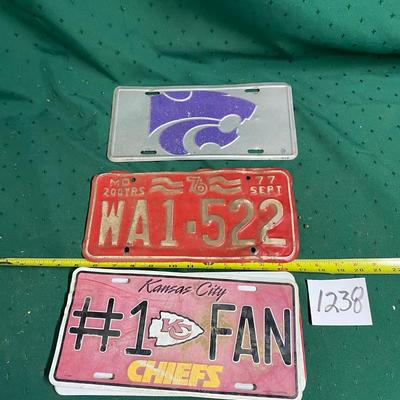 MO 76 77
200YRS SEPT
WA1-522
1238
Kansas City
#1 KC FAN
CHIEFS